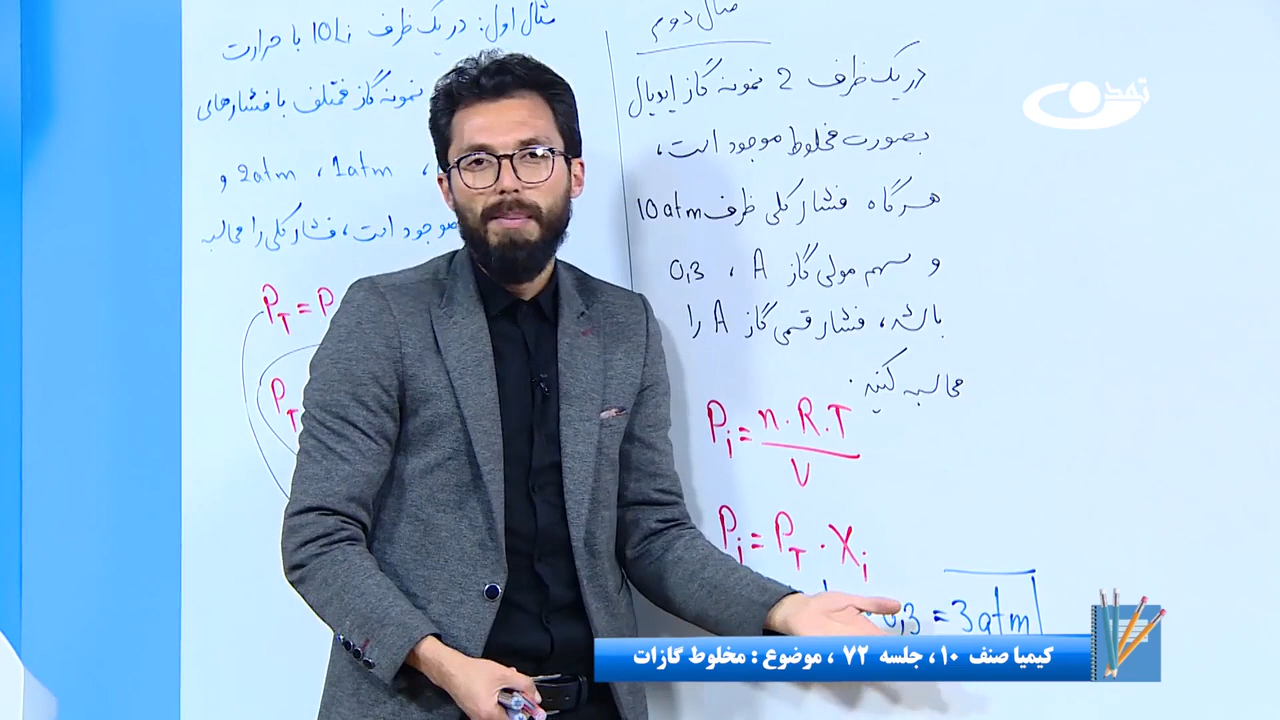 مثال دوم
در یک ظرف 2 نمونه گاز ایدیال
بصورت مخلوط موجود است،
هرگاه فشار کلی ظرف 10atm
و سهم مولی گاز A ، 0,3
باشد، فشار قسمی گاز A را
محاسبه کنید.
Pi = n.R.T / V
Pi = PT . Xi
0,3 = 3atm
مثال اول: در یک ظرف 10Li با حرارت
نمونه گاز مختلف با فشارهای
2atm ، 1atm ، و
موجود است، فشار کلی را محاسبه
PT = P
PT
تمدن
کیمیا صنف ۱۰، جلسه ۷۲ ، موضوع : مخلوط گازات